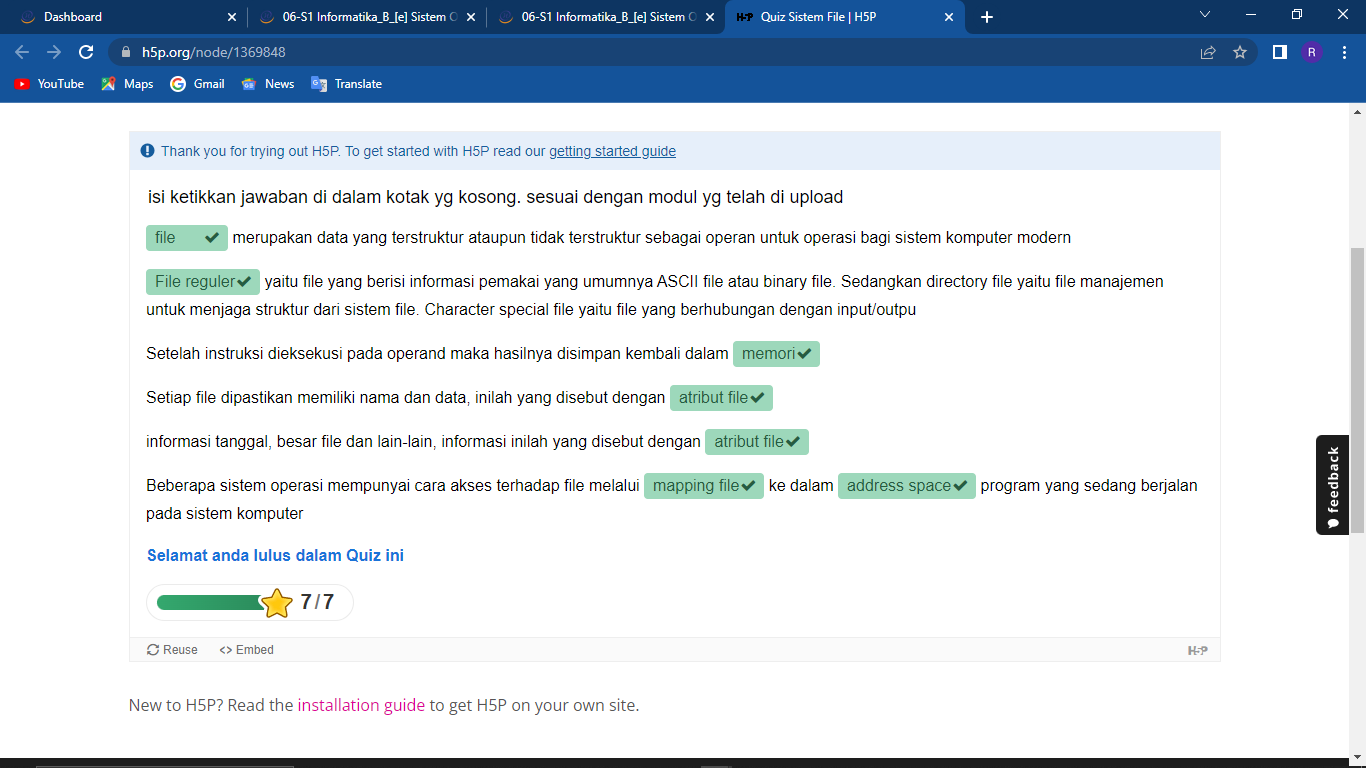 Dashboard
06-S1 Informatika_B_[e] Sistem O
06-S1 Informatika_B_[e] Sistem O
H5P Quiz Sistem File | H5P
h5p.org/node/1369848
R
YouTube
Maps
Gmail
News
Translate
Thank you for trying out H5P. To get started with H5P read our getting started guide
isi ketikkan jawaban di dalam kotak yg kosong. sesuai dengan modul yg telah di upload
file merupakan data yang terstruktur ataupun tidak terstruktur sebagai operan untuk operasi bagi sistem komputer modern
File reguler yaitu file yang berisi informasi pemakai yang umumnya ASCII file atau binary file. Sedangkan directory file yaitu file manajemen
untuk menjaga struktur dari sistem file. Character special file yaitu file yang berhubungan dengan input/outpu
Setelah instruksi dieksekusi pada operand maka hasilnya disimpan kembali dalam memori
Setiap file dipastikan memiliki nama dan data, inilah yang disebut dengan atribut file
informasi tanggal, besar file dan lain-lain, informasi inilah yang disebut dengan atribut file
Beberapa sistem operasi mempunyai cara akses terhadap file melalui mapping file ke dalam address space program yang sedang berjalan
pada sistem komputer
Selamat anda lulus dalam Quiz ini
7/7
Reuse
<> Embed
H5P
New to H5P? Read the installation guide to get H5P on your own site.
feedback